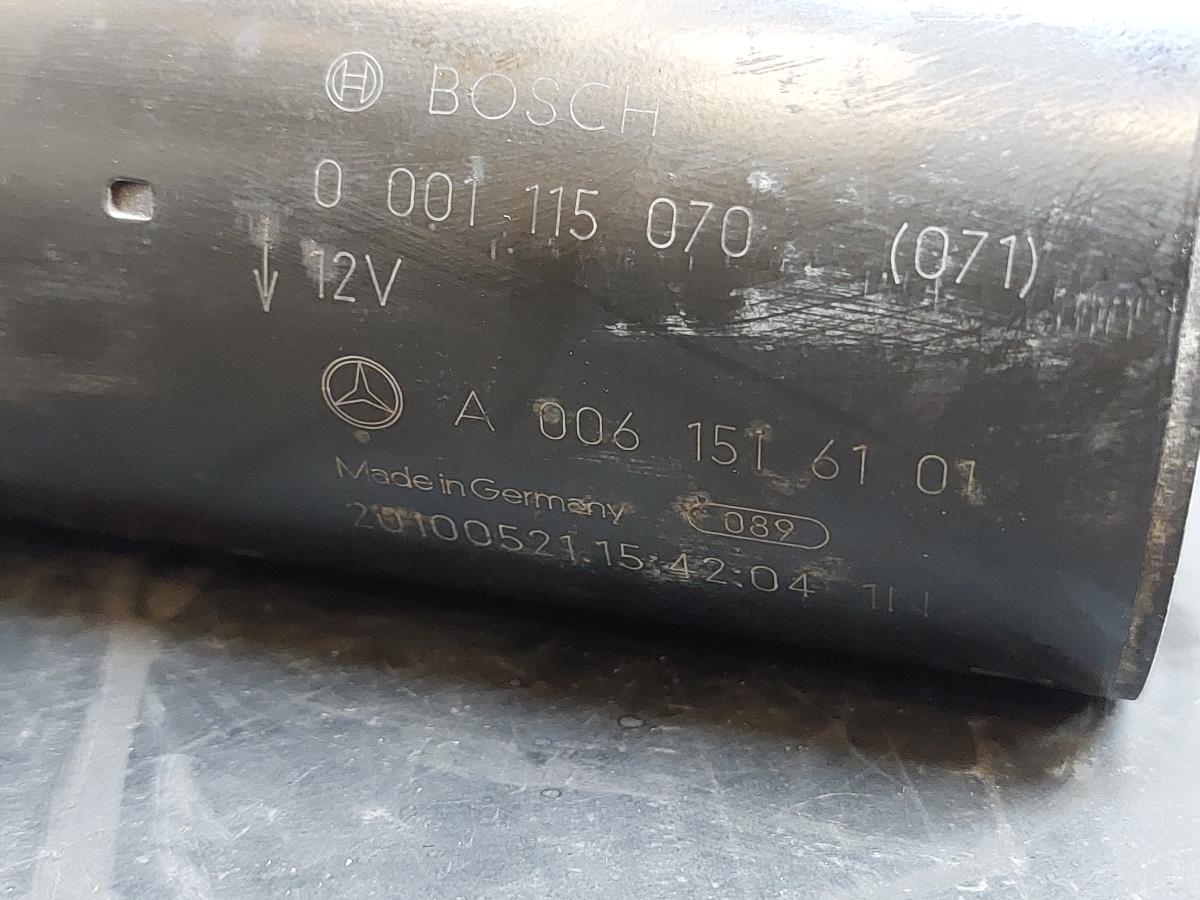 BOSCH
0 001 115 070 (071)
12V
A 006 151 61 01
Made in Germany 089
20100521.15:42:04 1N